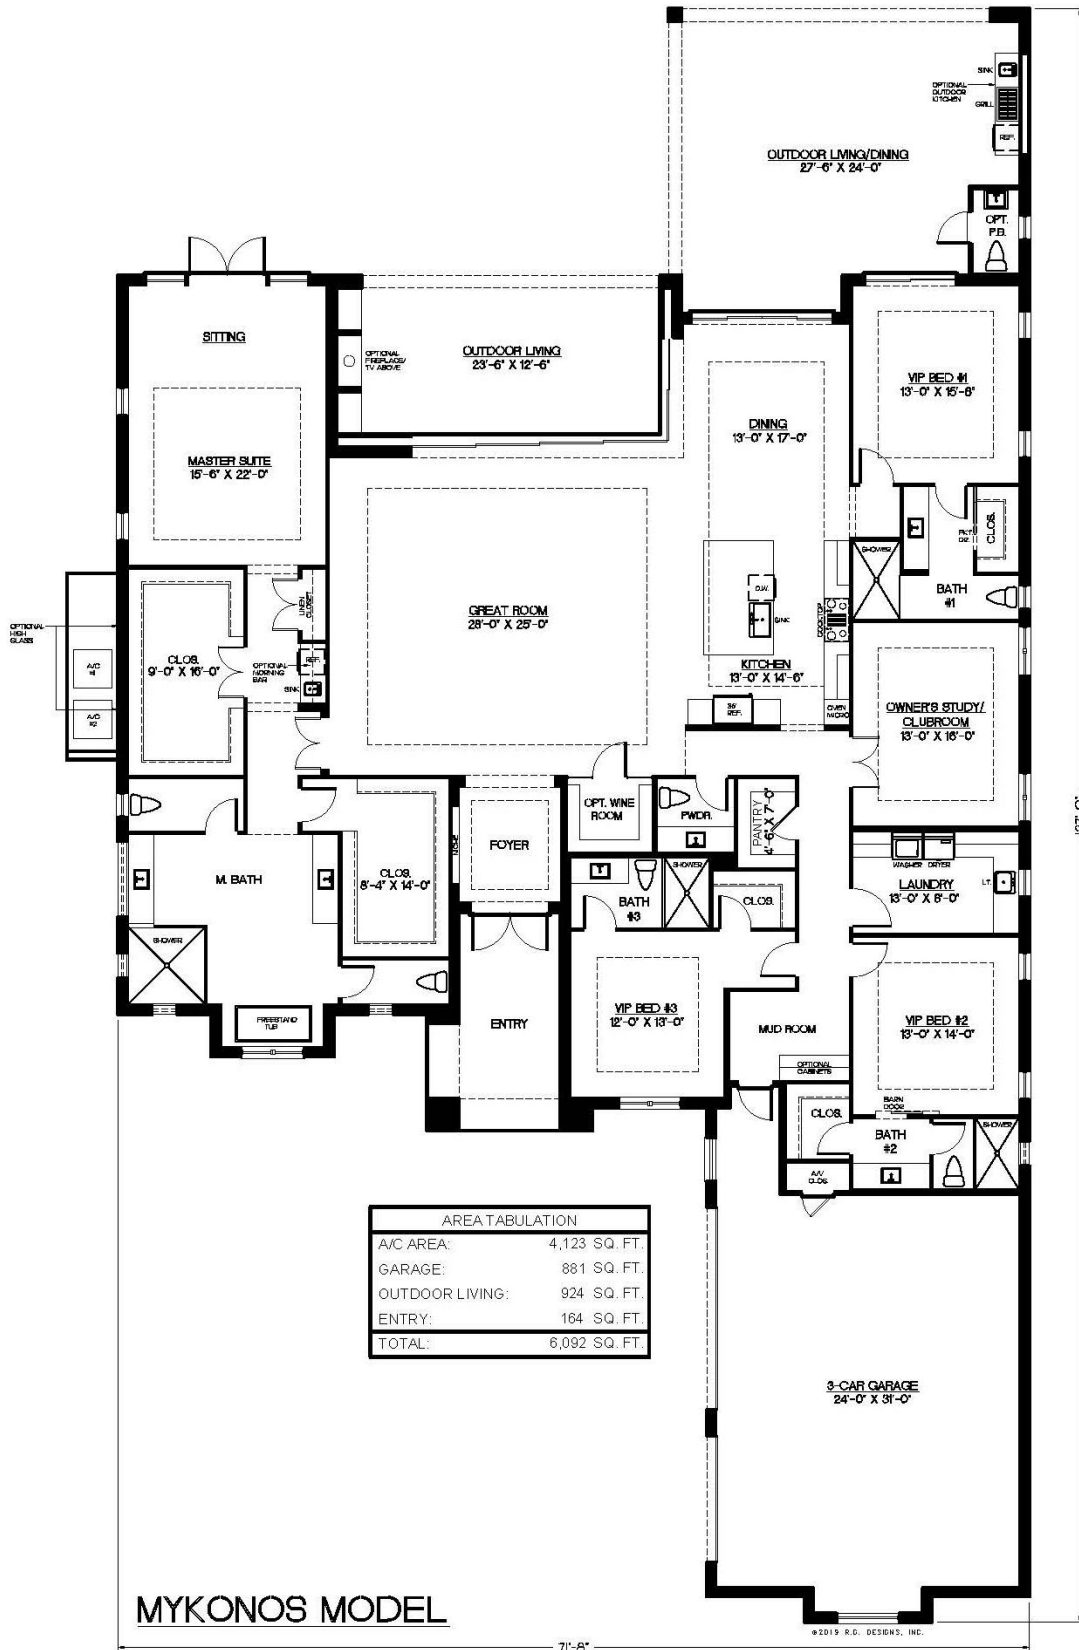 SINK
OPTIONAL
OUTDOOR
KITCHEN
GRILL
REF.
OUTDOOR LIVING/DINING
27'-6" X 24'-0"
OPT.
P.B.
SITTING
OPTIONAL
FIREPLACE/
TV ABOVE
OUTDOOR LIVING
23'-6" X 12'-6"
VIP BED #1
13'-0" X 15'-8"
DINING
13'-0" X 17'-0"
MASTER SUITE
15'-6" X 22'-0"
PKT.
DR.
CLOS.
SHOWER
BATH
#1
D.W.
SINK
COOKTOP
LINEN
CLOSET
GREAT ROOM
28'-0" X 25'-0"
OPTIONAL
HIGH
GLASS
A/C
#1
A/C
#2
CLOS.
9'-0" X 16'-0"
OPTIONAL
MORNING
BAR
REF.
SINK
KITCHEN
13'-0" X 14'-6"
36"
REF.
OVEN
MICRO
OWNER'S STUDY/
CLUBROOM
13'-0" X 16'-0"
OPT. WINE
ROOM
PWDR.
PANTRY
4'-6" X 7'-0"
NICHE
FOYER
M. BATH
CLOS.
8'-4" X 14'-0"
WASHER
DRYER
LAUNDRY
13'-0" X 8'-0"
L.T.
BATH
#3
SHOWER
CLOS.
SHOWER
FREESTAND
TUB
ENTRY
VIP BED #3
12'-0" X 13'-0"
MUD ROOM
VIP BED #2
13'-0" X 14'-0"
OPTIONAL
CABINETS
BARN
DOOR
CLOS.
BATH
#2
SHOWER
A/V
CLOS.
AREA TABULATION
A/C AREA: 4,123 SQ. FT.
GARAGE: 881 SQ. FT.
OUTDOOR LIVING: 924 SQ. FT.
ENTRY: 164 SQ. FT.
TOTAL: 6,092 SQ. FT.
3-CAR GARAGE
24'-0" X 31'-0"
MYKONOS MODEL
©2019 R.G. DESIGNS, INC.
71'-8"